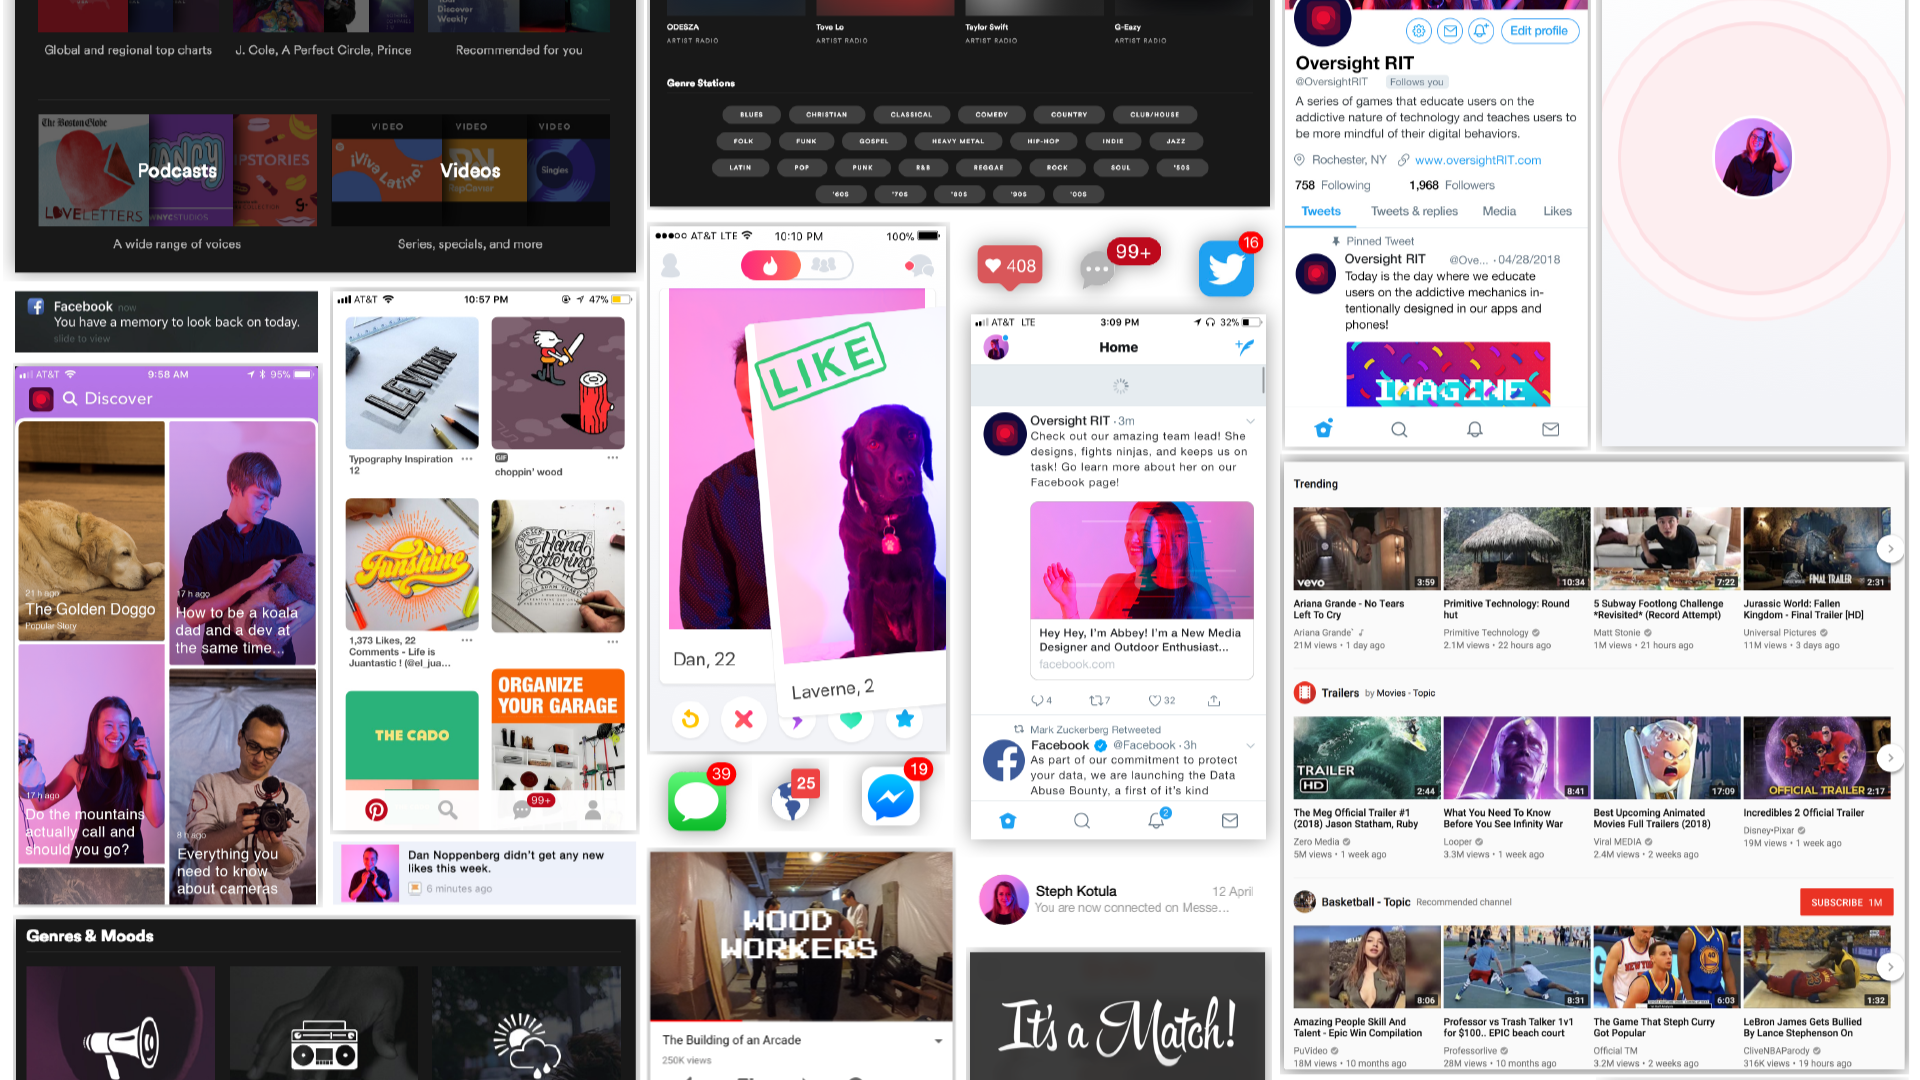 Global and regional top charts
J. Cole, A Perfect Circle, Prince
Discover
Weekly
Recommended for you
The Boston Globe
LOVELETTERS
WNYCSTUDIOS
Podcasts
A wide range of voices
VIDEO
VIDEO
VIDEO
¡Viva Latino!
RapCaviar
Singles
Videos
Series, specials, and more
ODESZA
ARTIST RADIO
Tove Lo
ARTIST RADIO
Taylor Swift
ARTIST RADIO
G-Eazy
ARTIST RADIO
Genre Stations
BLUES
CHRISTIAN
CLASSICAL
COMEDY
COUNTRY
CLUB/HOUSE
FOLK
FUNK
GOSPEL
HEAVY METAL
HIP-HOP
INDIE
JAZZ
LATIN
POP
PUNK
R&B
REGGAE
ROCK
SOUL
'50S
'60S
'70S
'80S
'90S
'00S
Edit profile
Oversight RIT
@OversightRIT
Follows you
A series of games that educate users on the
addictive nature of technology and teaches users to
be more mindful of their digital behaviors.
Rochester, NY
www.oversightRIT.com
758 Following
1,968 Followers
Tweets
Tweets & replies
Media
Likes
Pinned Tweet
Oversight RIT @Ove... · 04/28/2018
Today is the day where we educate
users on the addictive mechanics in-
tentionally designed in our apps and
phones!
IMAGINE
Facebook now
You have a memory to look back on today.
slide to view
AT&T
9:58 AM
95%
Discover
21 h ago
The Golden Doggo
Popular Story
17 h ago
How to be a koala
dad and a dev at
the same time...
17 h ago
Do the mountains
actually call and
should you go?
8 h ago
Everything you
need to know
about cameras
AT&T
10:57 PM
47%
Typography Inspiration
12
GIF
choppin' wood
Funshine
Hand
Lettering
1,373 Likes, 22
Comments - Life is
Juantastic ! (@el_jua...
THE CADO
ORGANIZE
YOUR GARAGE
99+
Dan Noppenberg didn't get any new
likes this week.
6 minutes ago
AT&T LTE
10:10 PM
100%
LIKE
Dan, 22
Laverne, 2
408
99+
16
AT&T LTE
3:09 PM
32%
Home
Oversight RIT · 3m
Check out our amazing team lead! She
designs, fights ninjas, and keeps us on
task! Go learn more about her on our
Facebook page!
Hey Hey, I'm Abbey! I'm a New Media
Designer and Outdoor Enthusiast...
facebook.com
4
7
32
Mark Zuckerberg Retweeted
Facebook @Facebook · 3h
As part of our commitment to protect
your data, we are launching the Data
Abuse Bounty, a first of it's kind
2
39
25
19
Steph Kotula
12 April
You are now connected on Messe...
It's a Match!
WOOD
WORKERS
The Building of an Arcade
250K views
Genres & Moods
Trending
vevo
3:59
10:34
7:22
FINAL TRAILER
2:31
Ariana Grande - No Tears
Left To Cry
Ariana Grande
21M views • 1 day ago
Primitive Technology: Round
hut
Primitive Technology
2.1M views • 22 hours ago
5 Subway Footlong Challenge
*Revisited* (Record Attempt)
Matt Stonie
1M views • 21 hours ago
Jurassic World: Fallen
Kingdom - Final Trailer [HD]
Universal Pictures
11M views • 3 days ago
Trailers by Movies - Topic
TRAILER
HD
2:44
8:41
17:09
OFFICIAL TRAILER
2:17
The Meg Official Trailer #1
(2018) Jason Statham, Ruby
Zero Media
5M views • 1 week ago
What You Need To Know
Before You See Infinity War
Looper
3.3M views • 1 week ago
Best Upcoming Animated
Movies Full Trailers (2018)
Viral MEDIA
2.4M views • 2 weeks ago
Incredibles 2 Official Trailer
Disney•Pixar
19M views • 1 week ago
Basketball - Topic Recommended channel
SUBSCRIBE 1M
8:06
8:31
NEW YORK
40
6:03
1:32
Amazing People Skill And
Talent - Epic Win Compilation
PuVideo
18M views • 10 months ago
Professor vs Trash Talker 1v1
for $100.. EPIC beach court
Professorlive
28M views • 10 months ago
The Game That Steph Curry
Got Popular
Official TM
3.2M views • 2 weeks ago
LeBron James Gets Bullied
By Lance Stephenson On
CliveNBAParody
316K views • 19 hours ago